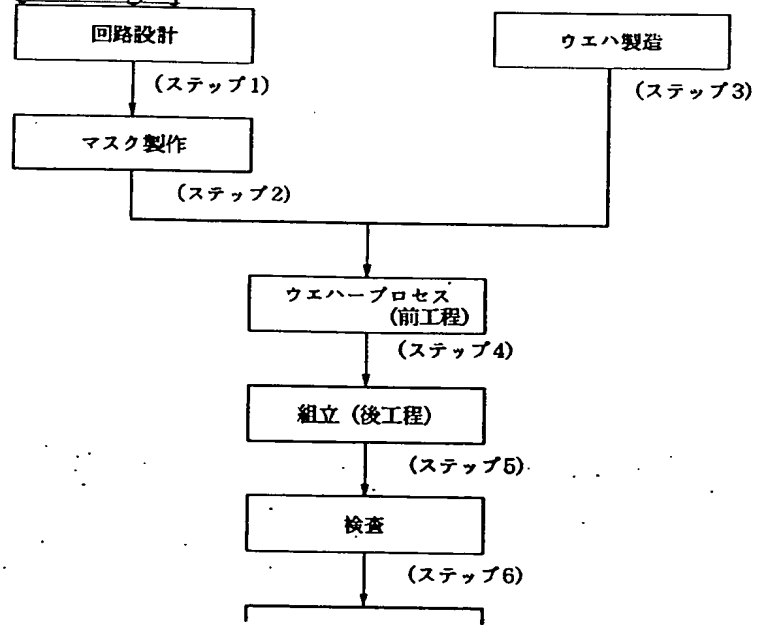 回路設計
ウエハ製造
(ステップ1)
(ステップ3)
マスク製作
(ステップ2)
ウエハープロセス
(前工程)
(ステップ4)
組立 (後工程)
(ステップ5)
検査
(ステップ6)